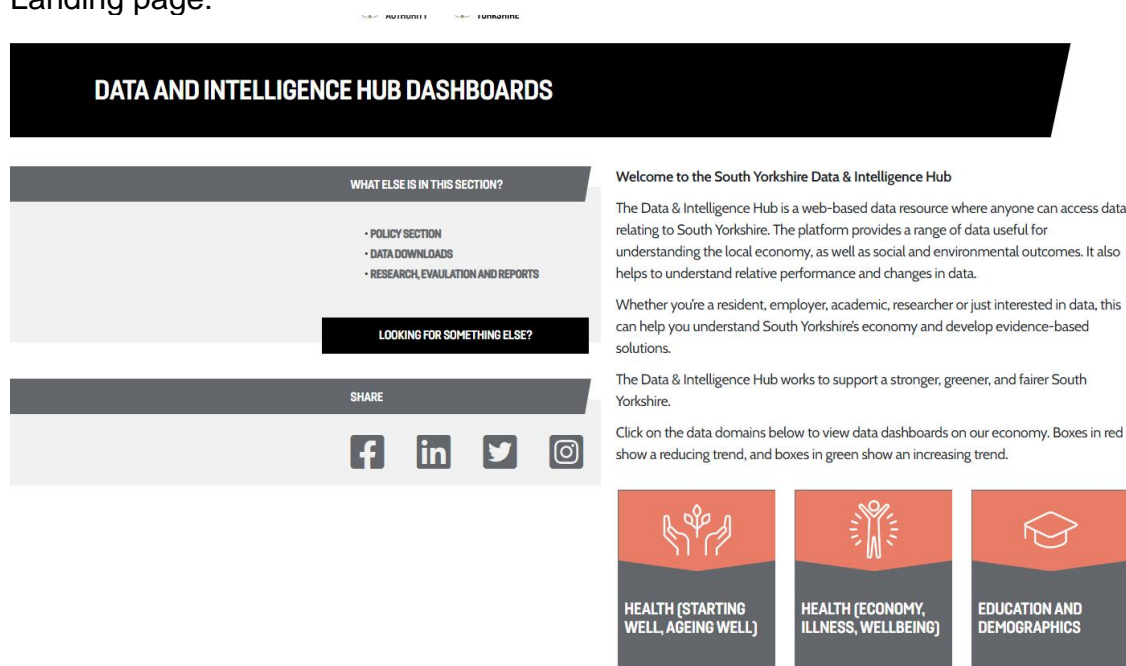 Landing page:
AUTHORITY YORKSHIRE
DATA AND INTELLIGENCE HUB DASHBOARDS
WHAT ELSE IS IN THIS SECTION?
• POLICY SECTION
• DATA DOWNLOADS
• RESEARCH, EVAULATION AND REPORTS
LOOKING FOR SOMETHING ELSE?
SHARE
Welcome to the South Yorkshire Data & Intelligence Hub
The Data & Intelligence Hub is a web-based data resource where anyone can access data
relating to South Yorkshire. The platform provides a range of data useful for
understanding the local economy, as well as social and environmental outcomes. It also
helps to understand relative performance and changes in data.
Whether you're a resident, employer, academic, researcher or just interested in data, this
can help you understand South Yorkshire's economy and develop evidence-based
solutions.
The Data & Intelligence Hub works to support a stronger, greener, and fairer South
Yorkshire.
Click on the data domains below to view data dashboards on our economy. Boxes in red
show a reducing trend, and boxes in green show an increasing trend.
HEALTH (STARTING
WELL, AGEING WELL)
HEALTH (ECONOMY,
ILLNESS, WELLBEING)
EDUCATION AND
DEMOGRAPHICS